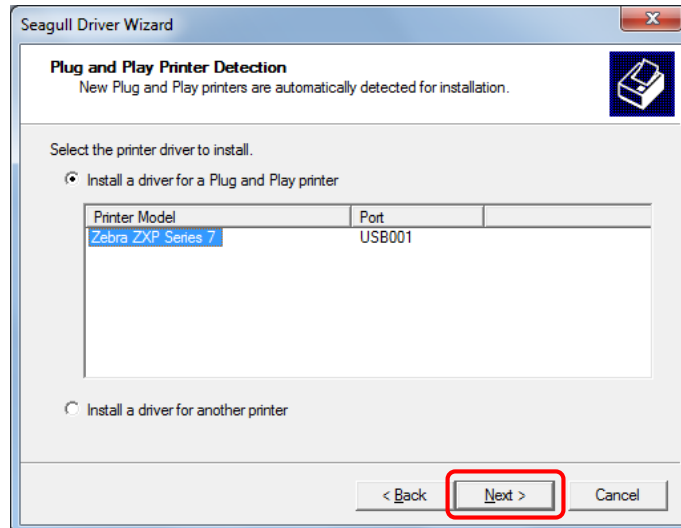 Seagull Driver Wizard
Plug and Play Printer Detection
New Plug and Play printers are automatically detected for installation.
Select the printer driver to install.
Install a driver for a Plug and Play printer
Printer Model Port
Zebra ZXP Series 7 USB001
Install a driver for another printer
< Back Next > Cancel